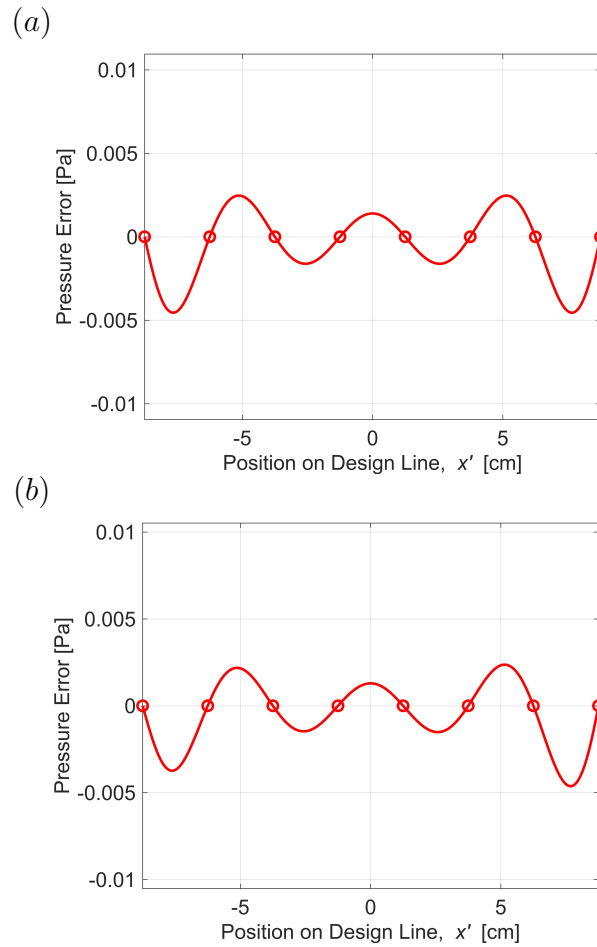 (a)
0.01
0.005
0
-0.005
-0.01
Pressure Error [Pa]
-5 0 5
Position on Design Line, x′ [cm]
(b)
0.01
0.005
0
-0.005
-0.01
Pressure Error [Pa]
-5 0 5
Position on Design Line, x′ [cm]